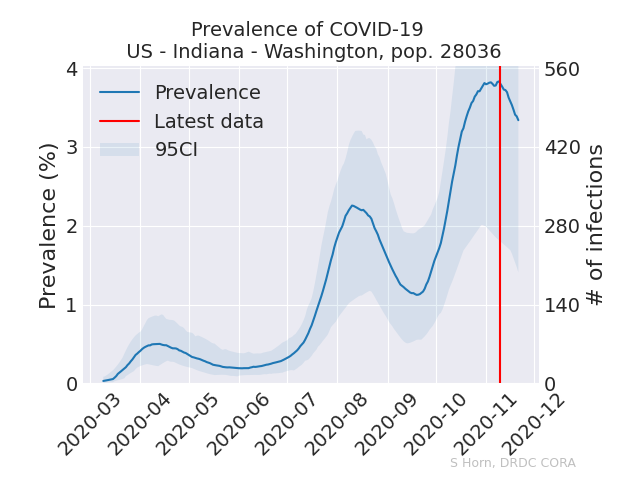 Prevalence of COVID-19
US - Indiana - Washington, pop. 28036
Prevalence
Latest data
95CI
Prevalence (%)
4
3
2
1
0
# of infections
560
420
280
140
0
2020-03
2020-04
2020-05
2020-06
2020-07
2020-08
2020-09
2020-10
2020-11
2020-12
S Horn, DRDC CORA